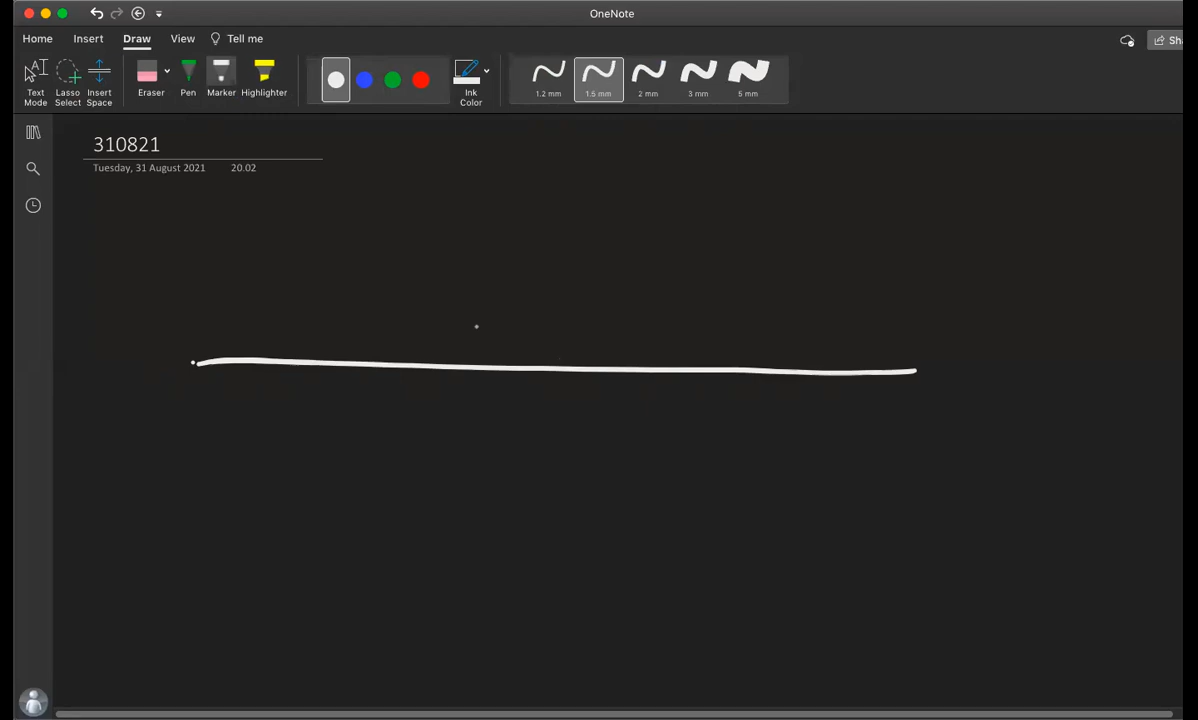 OneNote
Home Insert Draw View Tell me
Sha
Text Mode
Lasso Select
Insert Space
Eraser
Pen
Marker
Highlighter
Ink Color
1.2 mm
1.5 mm
2 mm
3 mm
5 mm
310821
Tuesday, 31 August 2021 20.02